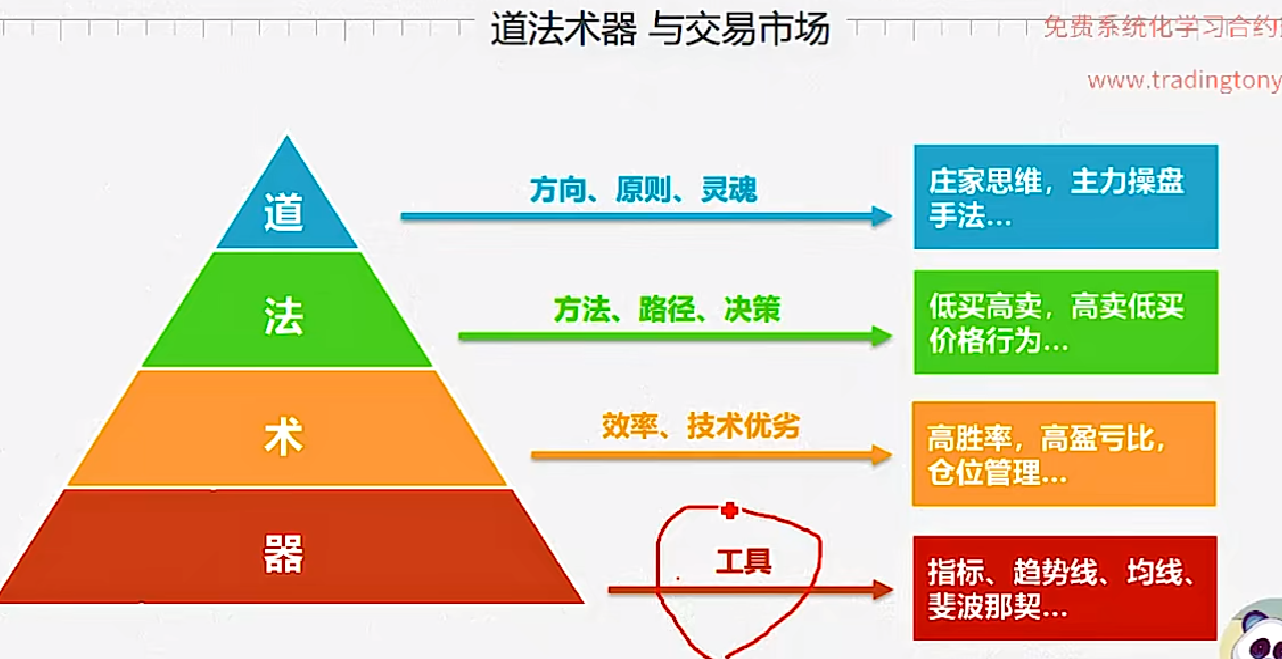 道法术器 与交易市场
免费系统化学习合约
www.tradingtony
道
方向、原则、灵魂
庄家思维，主力操盘
手法...
法
方法、路径、决策
低买高卖，高卖低买
价格行为...
术
效率、技术优劣
高胜率，高盈亏比，
仓位管理...
器
工具
指标、趋势线、均线、
斐波那契...